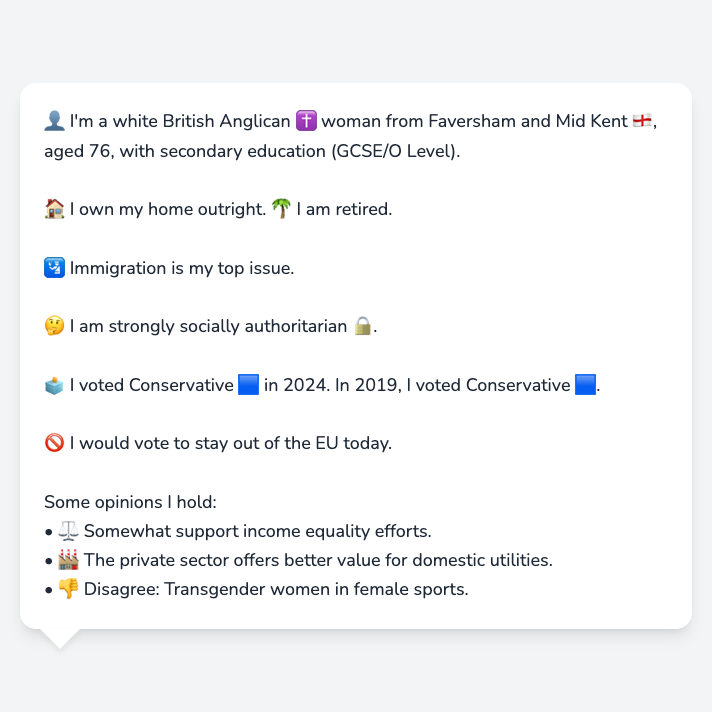 👤 I'm a white British Anglican ✝️ woman from Faversham and Mid Kent 🏴󠁧󠁢󠁥󠁮󠁧󠁿,
aged 76, with secondary education (GCSE/O Level).
🏠 I own my home outright. 🌴 I am retired.
🛂 Immigration is my top issue.
🤔 I am strongly socially authoritarian 🔒.
🗳️ I voted Conservative 🟦 in 2024. In 2019, I voted Conservative 🟦.
🚫 I would vote to stay out of the EU today.
Some opinions I hold:
• ⚖️ Somewhat support income equality efforts.
• 🏭 The private sector offers better value for domestic utilities.
• 👎 Disagree: Transgender women in female sports.